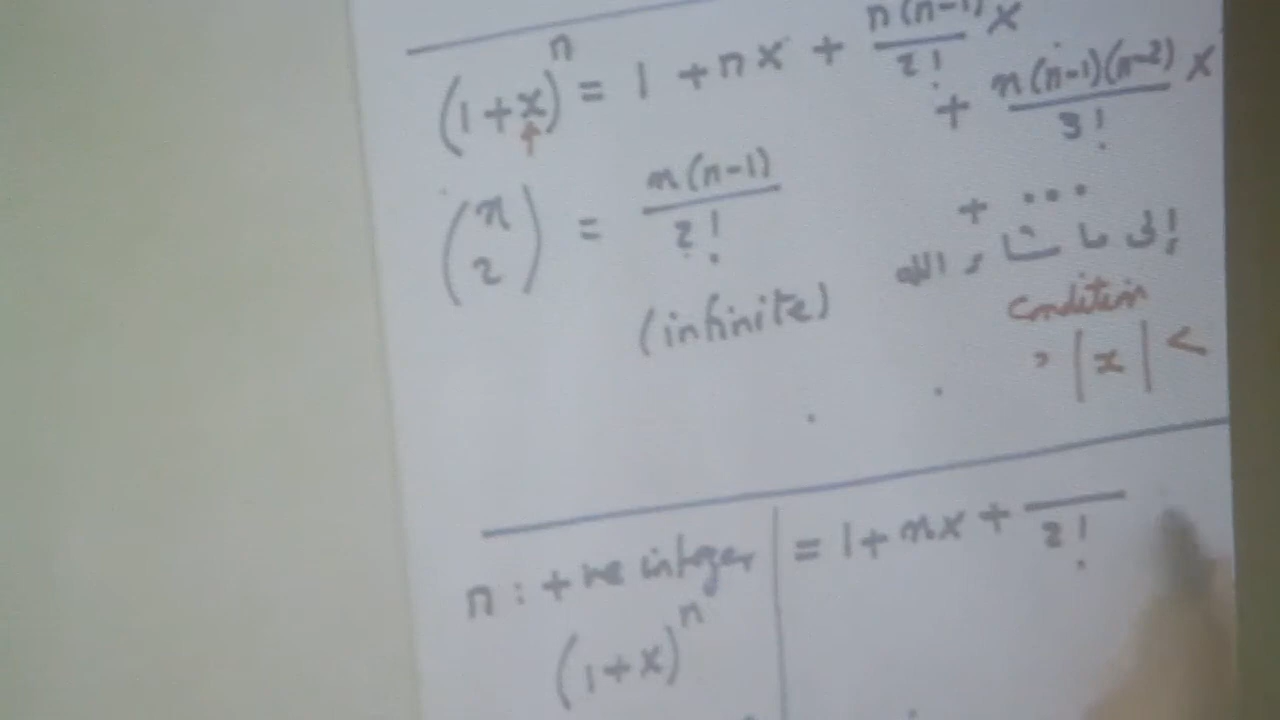 (1+x)^n = 1 + nx + n(n-1)/2! x
+ n(n-1)(n-2)/3! x
+ ...
(n 2) = n(n-1)/2!
(infinite)
condition
|x| <
n : +ve integer
(1+x)^n
= 1 + nx + /2!